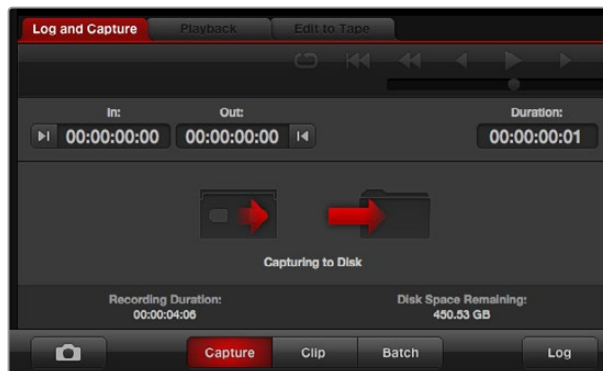 Log and Capture Playback Edit to Tape
In: Out: Duration:
00:00:00:00 00:00:00:00 00:00:00:01
Capturing to Disk
Recording Duration: Disk Space Remaining:
00:00:04:06 450.53 GB
Capture Clip Batch Log